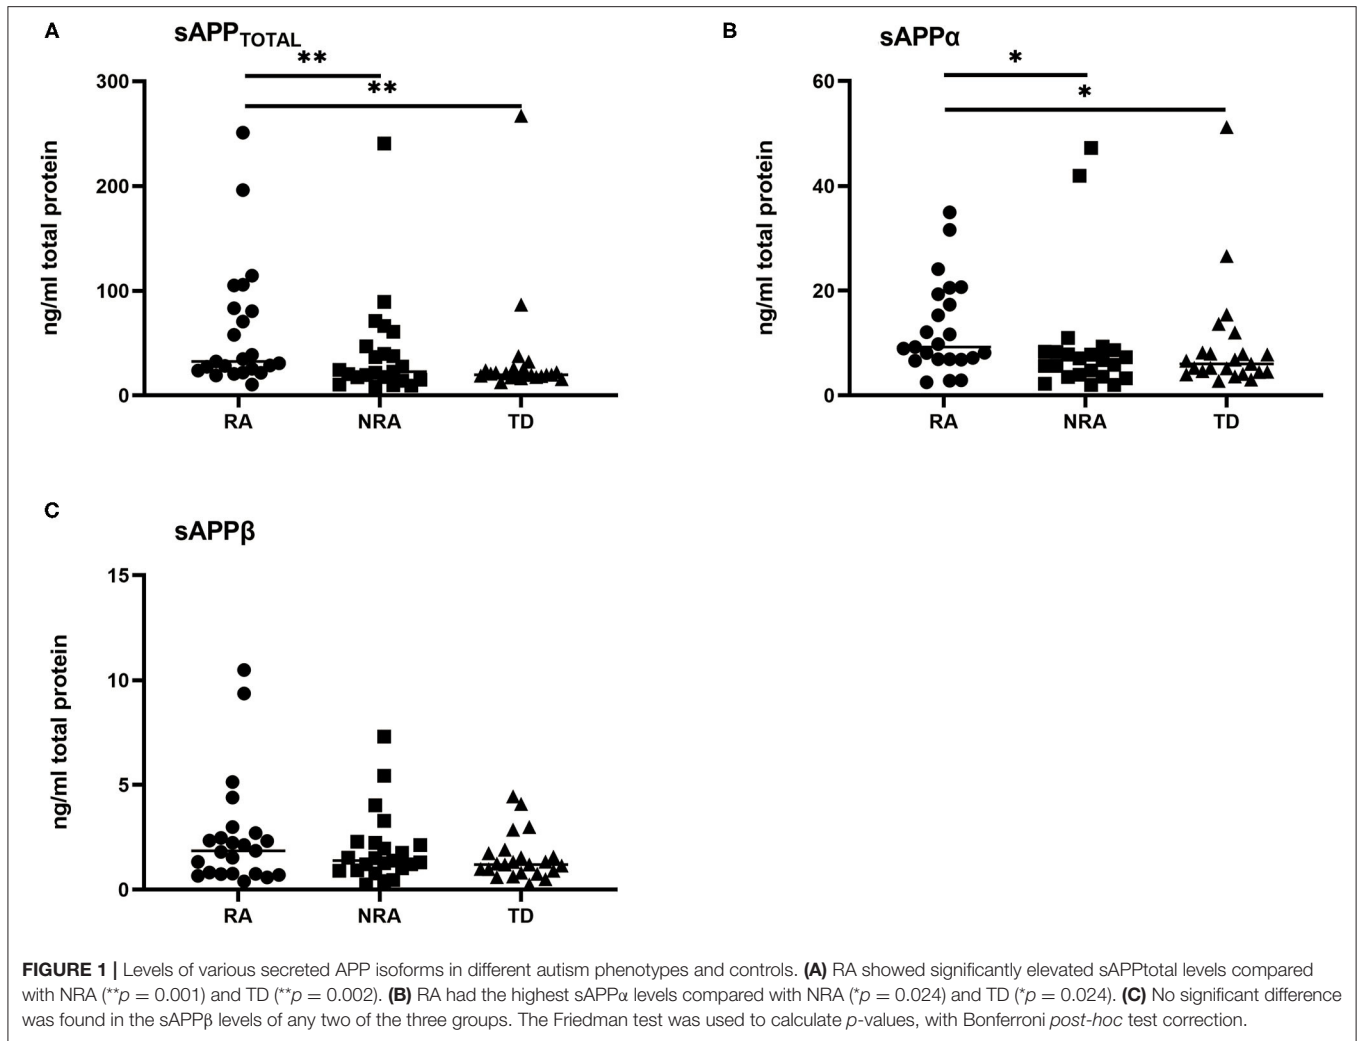 A
sAPPTOTAL
**
**
300
200
100
0
ng/ml total protein
RA NRA TD
B
sAPPα
*
*
60
40
20
0
ng/ml total protein
RA NRA TD
C
sAPPβ
15
10
5
0
ng/ml total protein
RA NRA TD
FIGURE 1 | Levels of various secreted APP isoforms in different autism phenotypes and controls. (A) RA showed significantly elevated sAPPtotal levels compared
with NRA (**p = 0.001) and TD (**p = 0.002). (B) RA had the highest sAPPα levels compared with NRA (*p = 0.024) and TD (*p = 0.024). (C) No significant difference
was found in the sAPPβ levels of any two of the three groups. The Friedman test was used to calculate p-values, with Bonferroni post-hoc test correction.